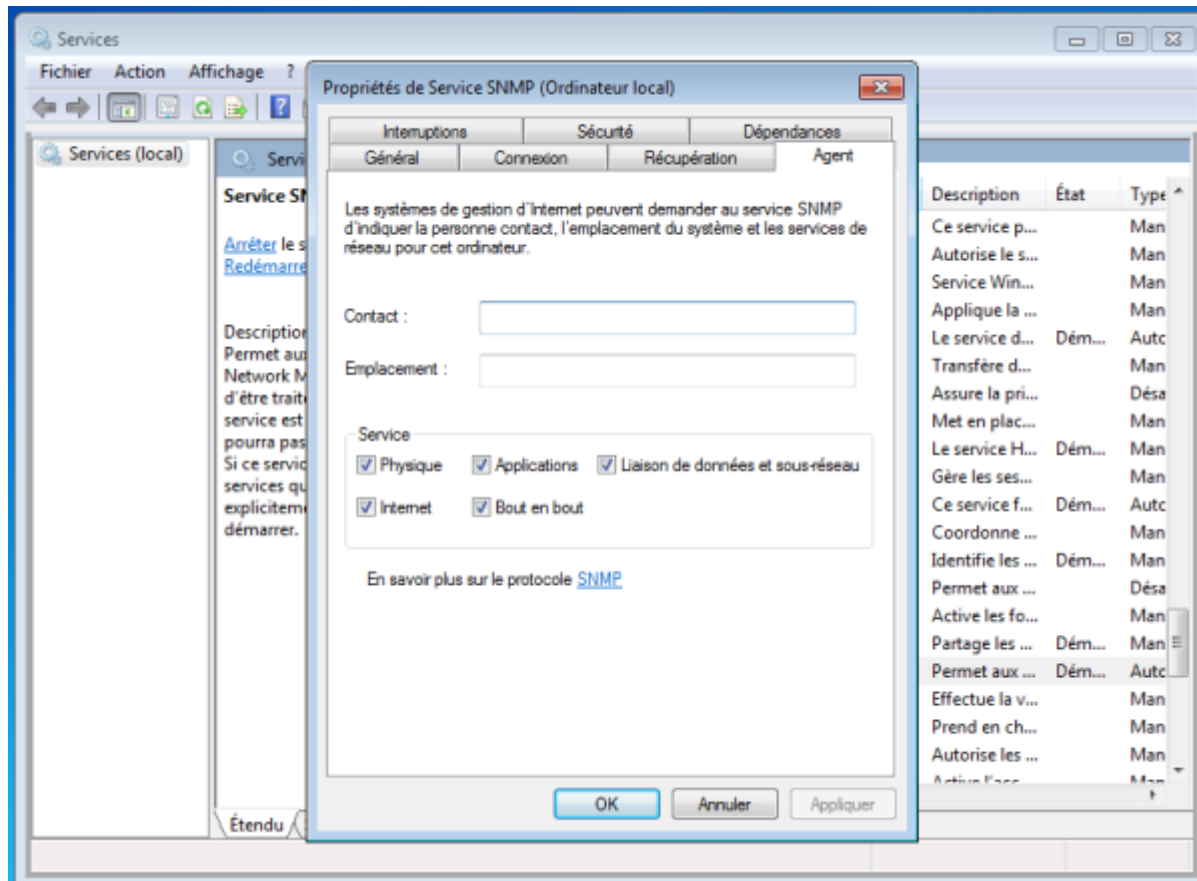 Services
Fichier Action Affichage ?
Propriétés de Service SNMP (Ordinateur local)
Interruptions Sécurité Dépendances
Général Connexion Récupération Agent
Les systèmes de gestion d'Internet peuvent demander au service SNMP
d'indiquer la personne contact, l'emplacement du système et les services de
réseau pour cet ordinateur.
Contact :
Emplacement :
Service
Physique Applications Liaison de données et sous-réseau
Internet Bout en bout
En savoir plus sur le protocole SNMP
OK Annuler Appliquer
Services (local)
Servi
Service SN
Arrêter le s
Redémarre
Description
Permet aux
Network M
d'être traité
service est
pourra pas
Si ce servic
services qu
expliciteme
démarrer.
Étendu
Description État Type
Ce service p... Man
Autorise le s... Man
Service Win... Man
Applique la ... Man
Le service d... Dém... Autc
Transfère d... Man
Assure la pri... Désa
Met en plac... Man
Le service H... Dém... Man
Gère les ses... Man
Ce service f... Dém... Autc
Coordonne ... Man
Identifie les ... Dém... Man
Permet aux ... Désa
Active les fo... Man
Partage les ... Dém... Man
Permet aux ... Dém... Autc
Effectue la v... Man
Prend en ch... Man
Autorise les ... Man